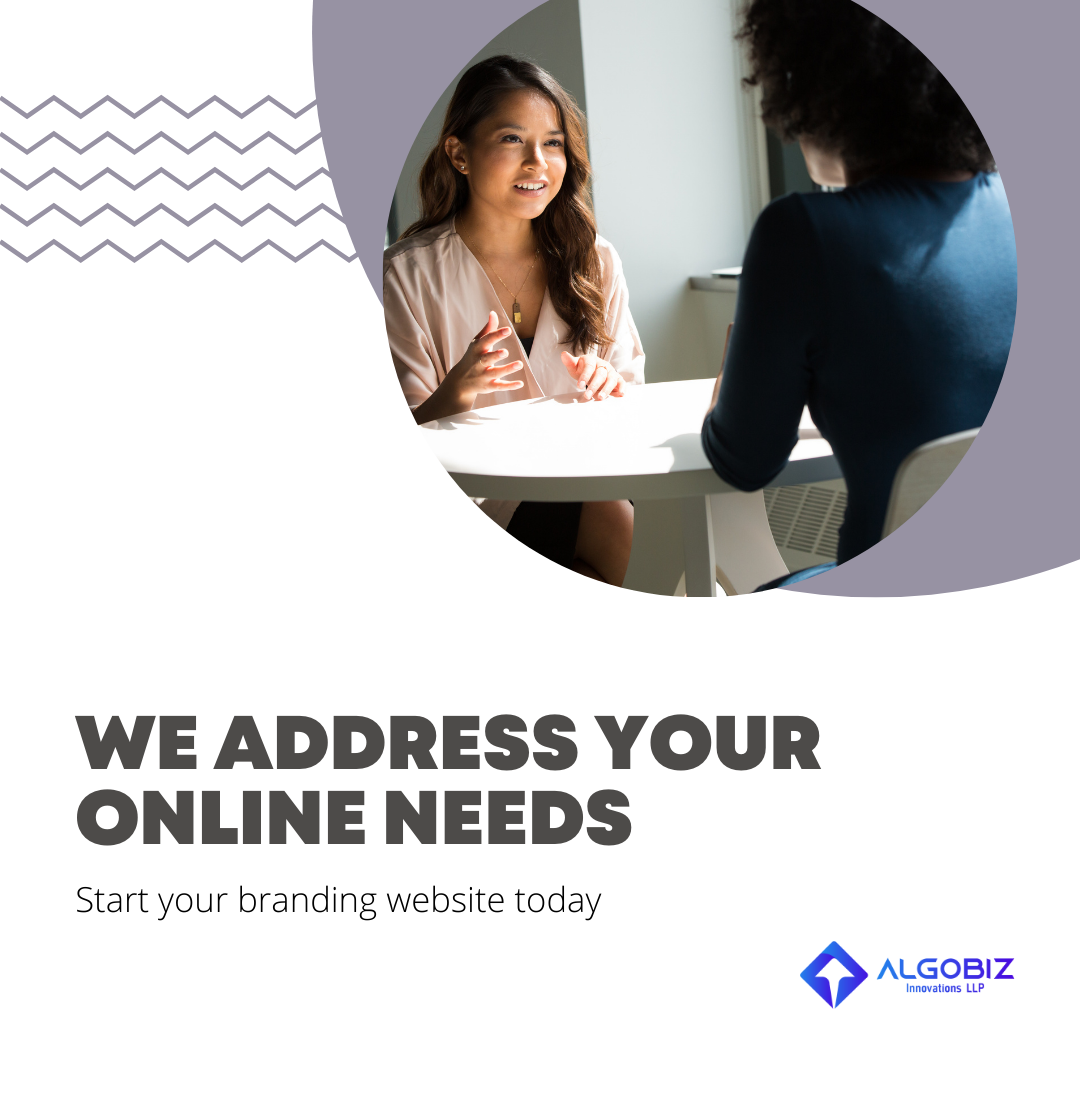 WE ADDRESS YOUR
ONLINE NEEDS
Start your branding website today
ALGOBIZ
Innovations LLP